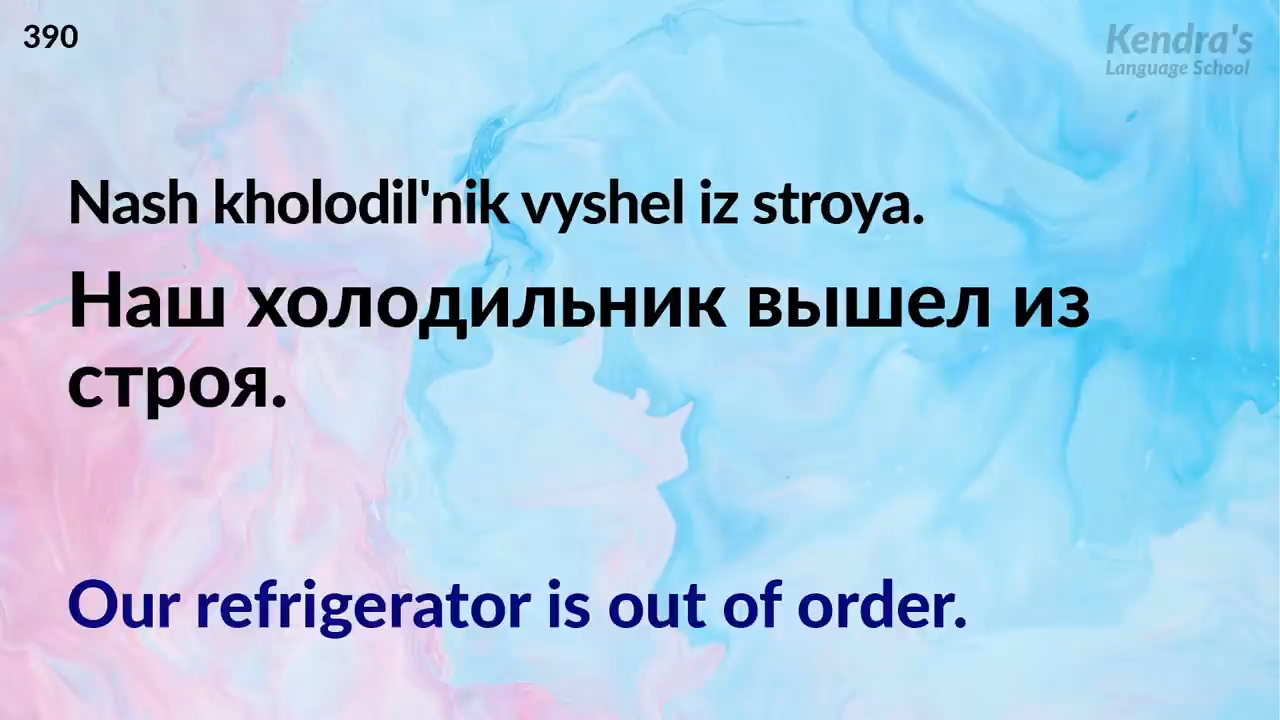 390
Kendra's
Language School
Nash kholodil'nik vyshel iz stroya.
Наш холодильник вышел из
строя.
Our refrigerator is out of order.